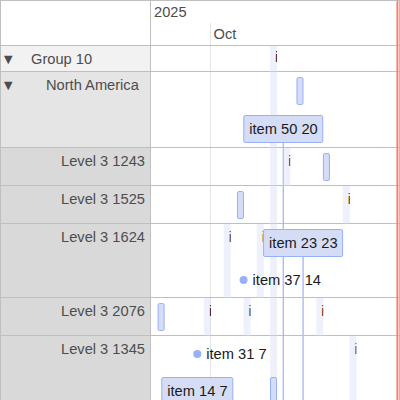 2025
Oct
▼ Group 10
i
▼ North America
item 50 20
Level 3 1243
i
Level 3 1525
i
Level 3 1624
i
i
item 23 23
item 37 14
Level 3 2076
i
i
i
Level 3 1345
i
item 31 7
item 14 7